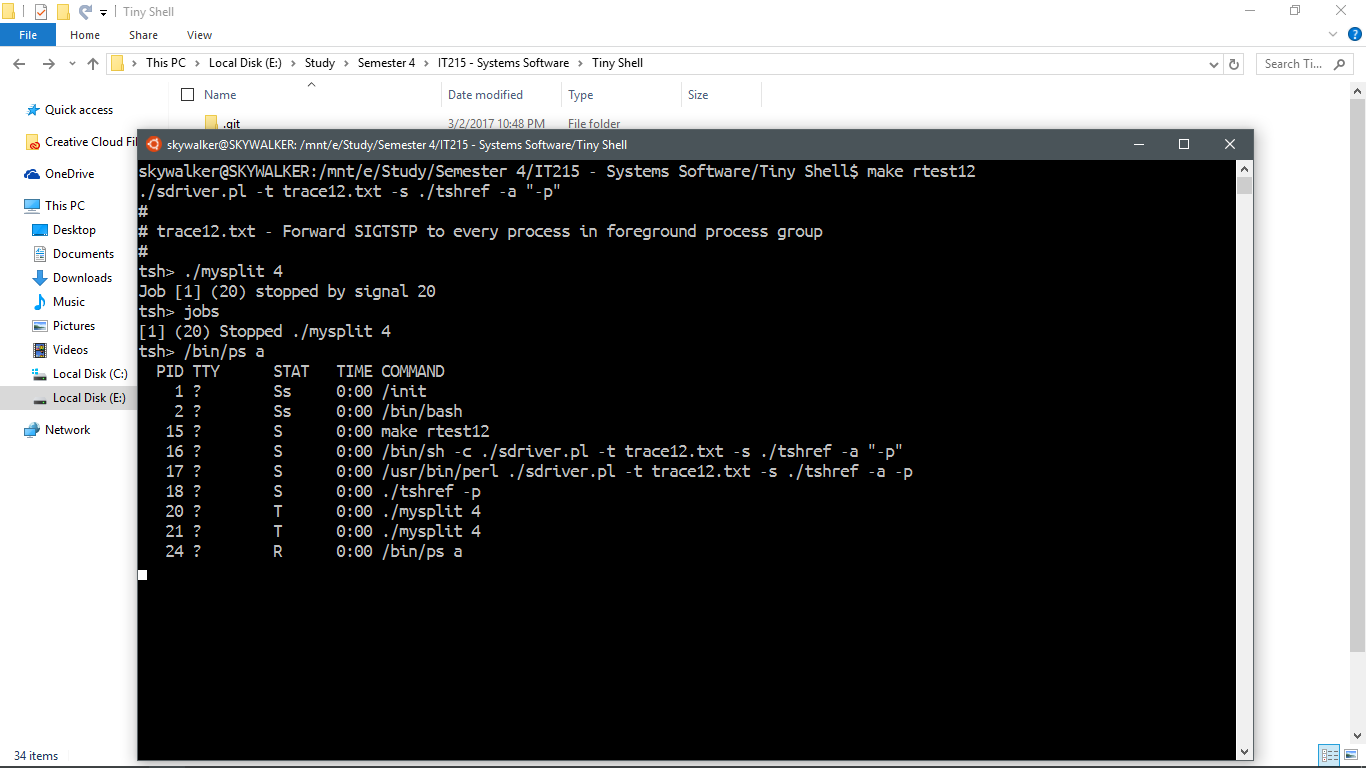 Tiny Shell
File Home Share View
This PC Local Disk (E:) Study Semester 4 IT215 - Systems Software Tiny Shell
Search Ti...
Name Date modified Type Size
.git 3/2/2017 10:48 PM File folder
Quick access
Creative Cloud Fil
OneDrive
This PC
Desktop
Documents
Downloads
Music
Pictures
Videos
Local Disk (C:)
Local Disk (E:)
Network
34 items
skywalker@SKYWALKER: /mnt/e/Study/Semester 4/IT215 - Systems Software/Tiny Shell
skywalker@SKYWALKER:/mnt/e/Study/Semester 4/IT215 - Systems Software/Tiny Shell$ make rtest12
./sdriver.pl -t trace12.txt -s ./tshref -a "-p"
#
# trace12.txt - Forward SIGTSTP to every process in foreground process group
#
tsh> ./mysplit 4
Job [1] (20) stopped by signal 20
tsh> jobs
[1] (20) Stopped ./mysplit 4
tsh> /bin/ps a
PID TTY STAT TIME COMMAND
1 ? Ss 0:00 /init
2 ? Ss 0:00 /bin/bash
15 ? S 0:00 make rtest12
16 ? S 0:00 /bin/sh -c ./sdriver.pl -t trace12.txt -s ./tshref -a "-p"
17 ? S 0:00 /usr/bin/perl ./sdriver.pl -t trace12.txt -s ./tshref -a -p
18 ? S 0:00 ./tshref -p
20 ? T 0:00 ./mysplit 4
21 ? T 0:00 ./mysplit 4
24 ? R 0:00 /bin/ps a